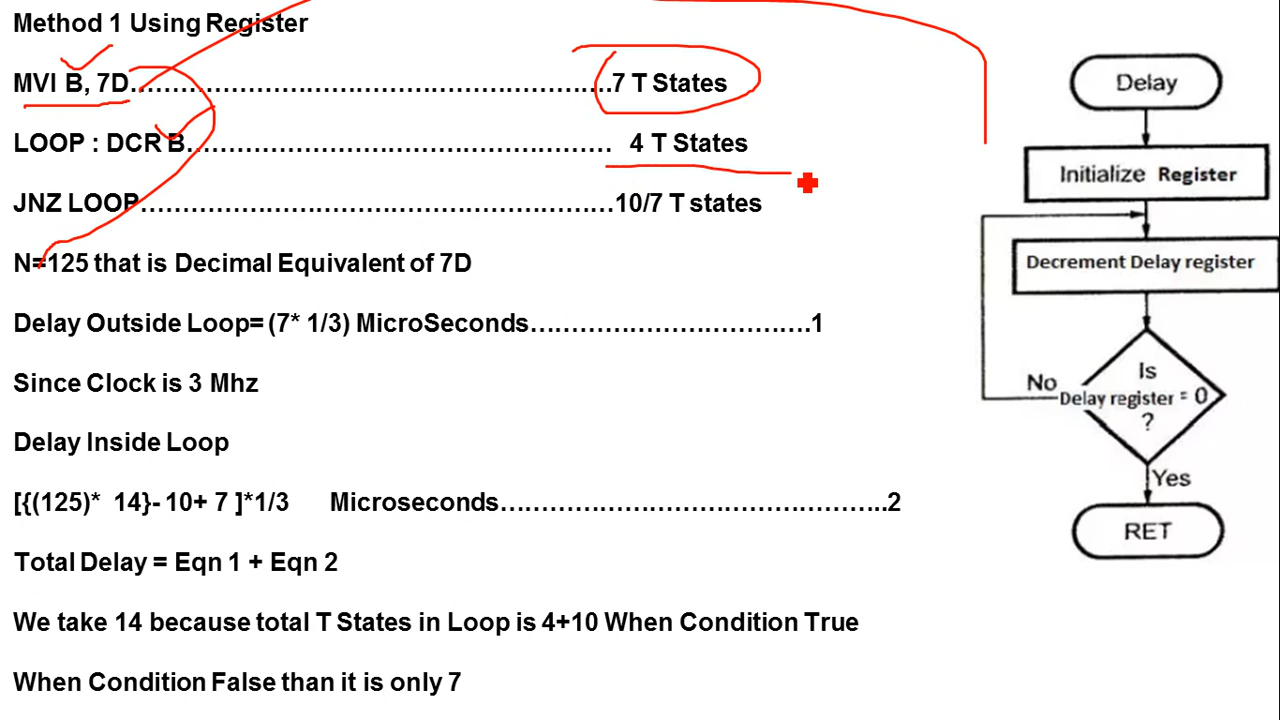 Method 1 Using Register
MVI B, 7D……………………………………………….7 T States
LOOP : DCR B………………………………………… 4 T States
JNZ LOOP………………………………………………10/7 T states
N=125 that is Decimal Equivalent of 7D
Delay Outside Loop= (7* 1/3) MicroSeconds…………………………….1
Since Clock is 3 Mhz
Delay Inside Loop
[{(125)* 14}- 10+ 7 ]*1/3 Microseconds…………………………………..2
Total Delay = Eqn 1 + Eqn 2
We take 14 because total T States in Loop is 4+10 When Condition True
When Condition False than it is only 7
Delay
Initialize Register
Decrement Delay register
Is
Delay register = 0
?
No
Yes
RET